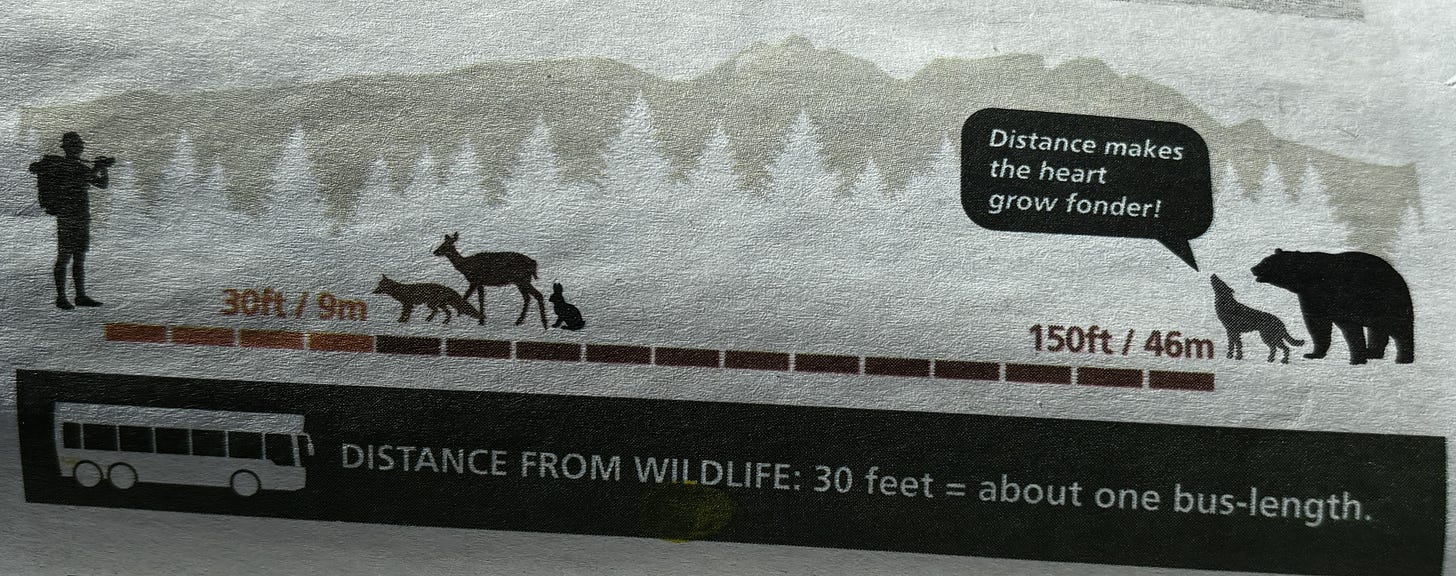 Distance makes
the heart
grow fonder!
30ft / 9m
150ft / 46m
DISTANCE FROM WILDLIFE: 30 feet = about one bus-length.